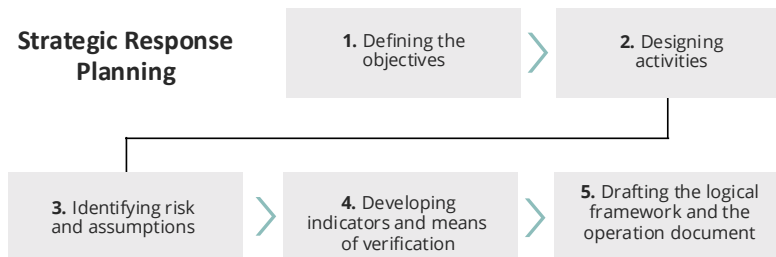 Strategic Response
Planning
1. Defining the
objectives
2. Designing
activities
3. Identifying risk
and assumptions
4. Developing
indicators and means
of verification
5. Drafting the logical
framework and the
operation document